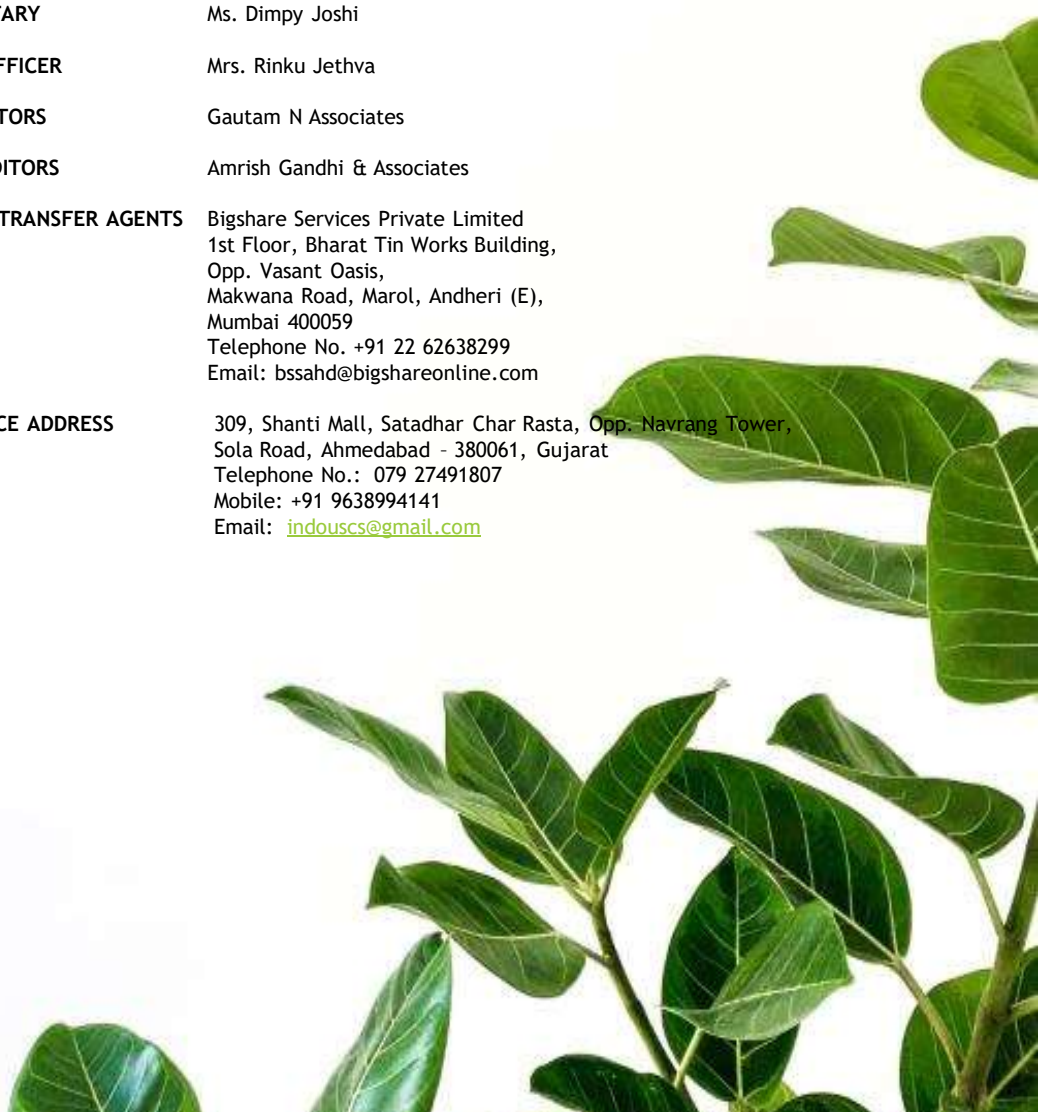 TARY Ms. Dimpy Joshi
FFICER Mrs. Rinku Jethva
TORS Gautam N Associates
DITORS Amrish Gandhi & Associates
TRANSFER AGENTS Bigshare Services Private Limited
1st Floor, Bharat Tin Works Building,
Opp. Vasant Oasis,
Makwana Road, Marol, Andheri (E),
Mumbai 400059
Telephone No. +91 22 62638299
Email: bssahd@bigshareonline.com
CE ADDRESS 309, Shanti Mall, Satadhar Char Rasta, Opp. Navrang Tower,
Sola Road, Ahmedabad – 380061, Gujarat
Telephone No.: 079 27491807
Mobile: +91 9638994141
Email: indouscs@gmail.com